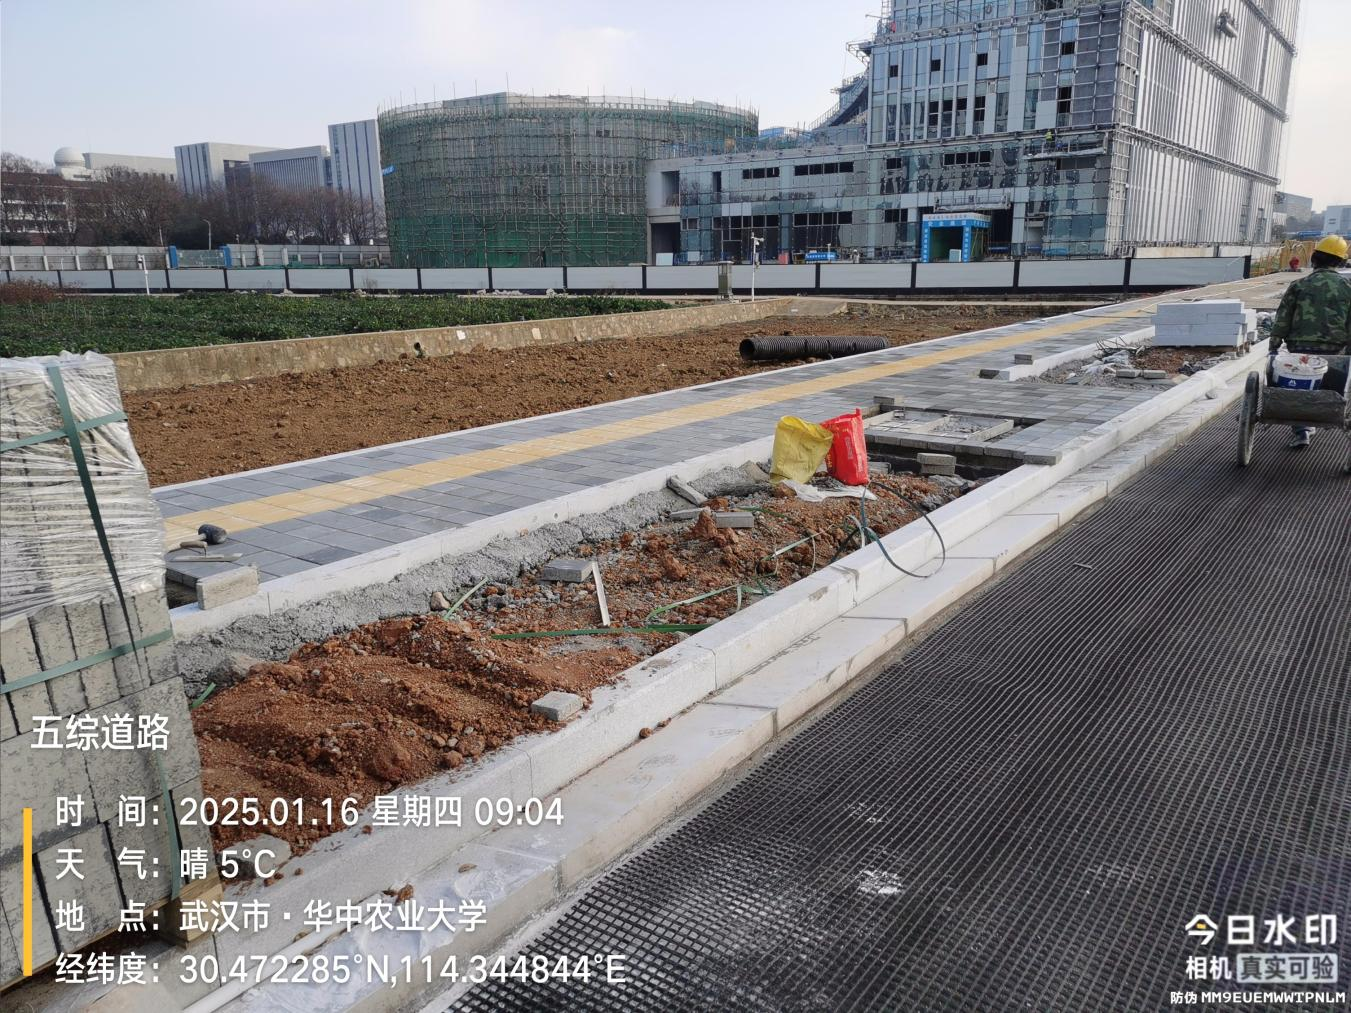 五综道路
时 间：2025.01.16 星期四 09:04
天 气：晴 5°C
地 点：武汉市·华中农业大学
经纬度：30.472285°N,114.344844°E
今日水印
相机 真实可验
防伪 MM9EUEMWWTPNLM